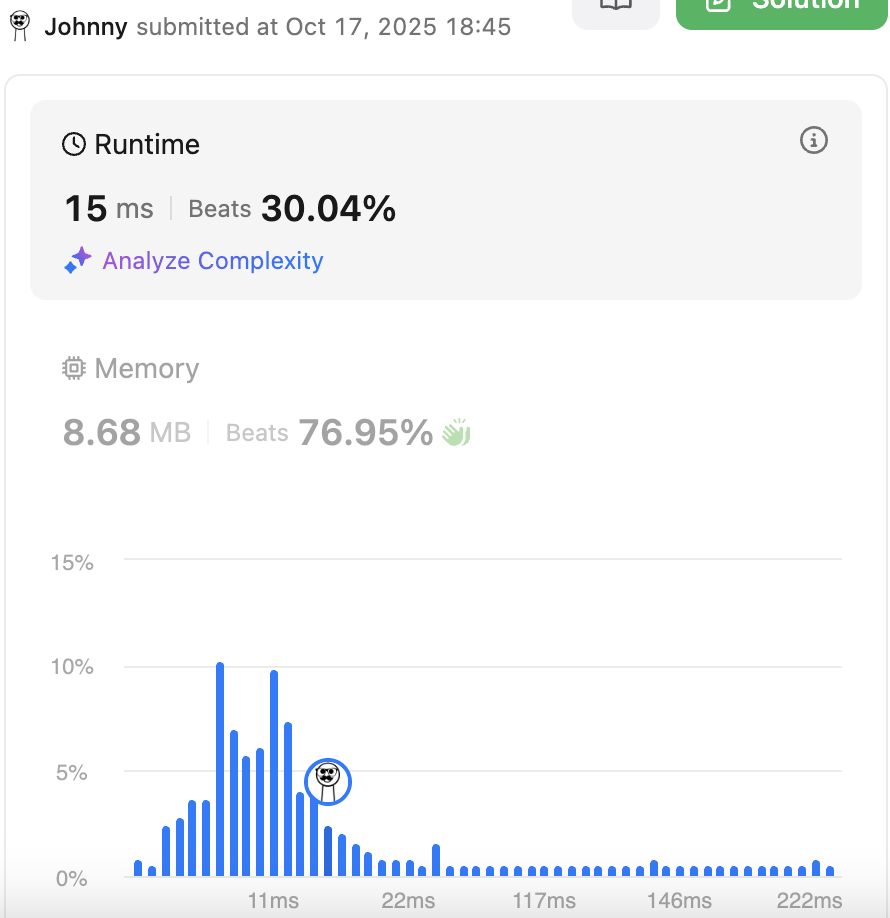 Johnny submitted at Oct 17, 2025 18:45
Solution
Runtime
15 ms | Beats 30.04%
Analyze Complexity
Memory
8.68 MB | Beats 76.95%
15%
10%
5%
0%
11ms 22ms 117ms 146ms 222ms